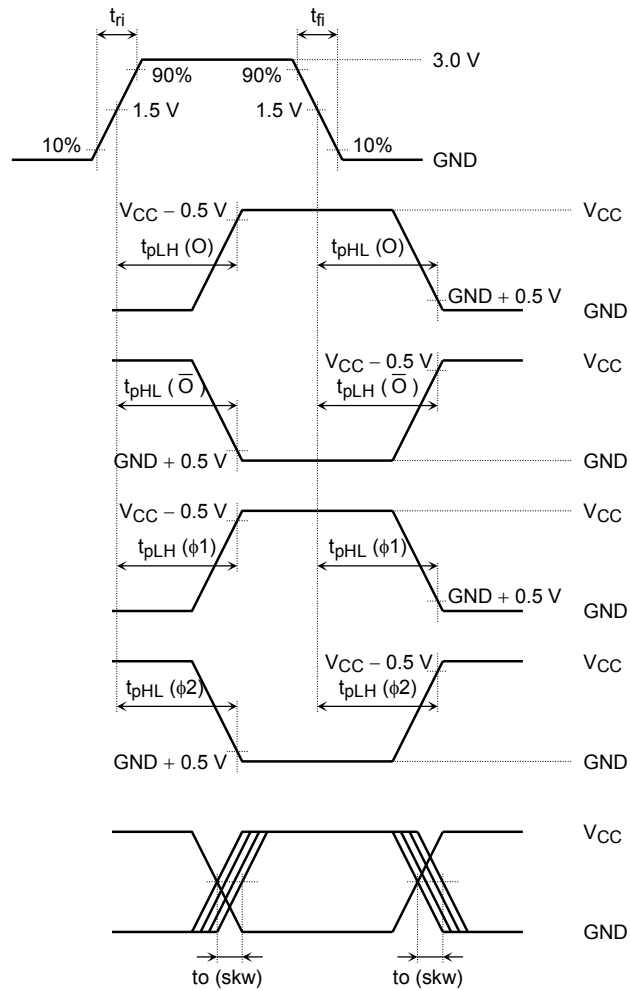 tri tfi
3.0 V
90% 90%
1.5 V 1.5 V
10% 10%
GND
VCC − 0.5 V VCC
tpLH (O) tpHL (O)
GND + 0.5 V
GND
VCC − 0.5 V VCC
tpHL (O̅) tpLH (O̅)
GND + 0.5 V GND
VCC − 0.5 V VCC
tpLH (ϕ1) tpHL (ϕ1)
GND + 0.5 V
GND
VCC − 0.5 V VCC
tpHL (ϕ2) tpLH (ϕ2)
GND + 0.5 V GND
VCC
GND
to (skw) to (skw)